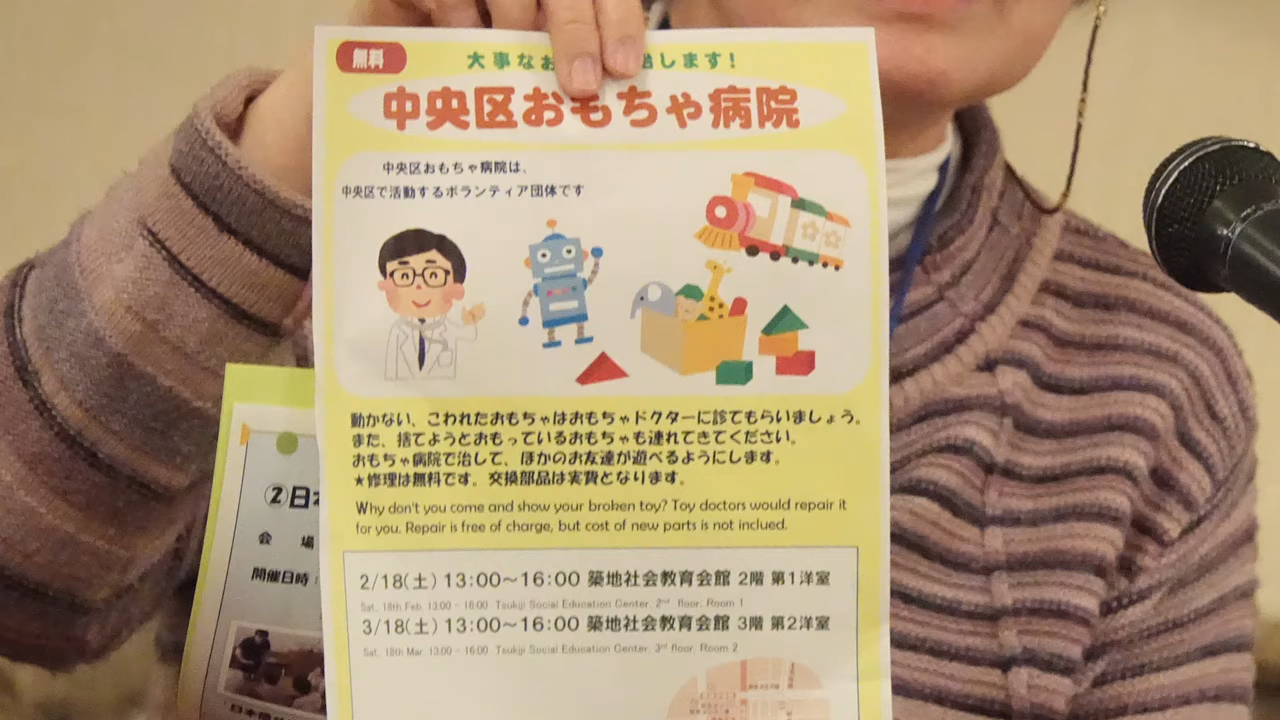 無料
大事なお 治します!
中央区おもちゃ病院
中央区おもちゃ病院は、
中央区で活動するボランティア団体です
動かない、こわれたおもちゃはおもちゃドクターに診てもらいましょう。
また、捨てようとおもっているおもちゃも連れてきてください。
おもちゃ病院で治して、ほかのお友達が遊べるようにします。
★修理は無料です。交換部品は実費となります。
Why don't you come and show your broken toy? Toy doctors would repair it
for you. Repair is free of charge, but cost of new parts is not inclued.
2/18(土) 13:00~16:00 築地社会教育会館 2階 第1洋室
Sat. 18th Feb. 13:00 - 16:00 Tsukiji Social Education Center, 2nd floor, Room 1
3/18(土) 13:00~16:00 築地社会教育会館 3階 第2洋室
Sat. 18th Mar. 13:00 - 16:00 Tsukiji Social Education Center, 3rd floor, Room 2
②日本
会 場
開催日時: